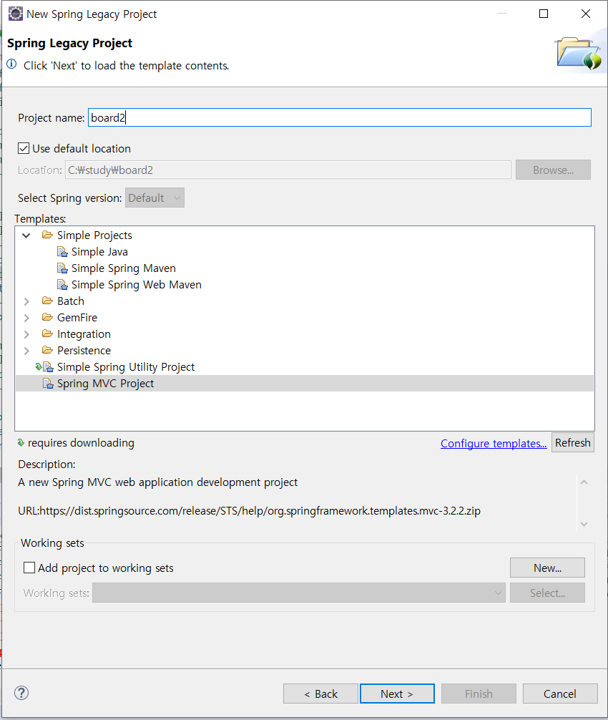 New Spring Legacy Project
Spring Legacy Project
Click 'Next' to load the template contents.
Project name: board2
Use default location
Location: C:₩study₩board2 Browse...
Select Spring version: Default
Templates:
Simple Projects
Simple Java
Simple Spring Maven
Simple Spring Web Maven
Batch
GemFire
Integration
Persistence
Simple Spring Utility Project
Spring MVC Project
requires downloading Configure templates... Refresh
Description:
A new Spring MVC web application development project
URL:https://dist.springsource.com/release/STS/help/org.springframework.templates.mvc-3.2.2.zip
Working sets
Add project to working sets New...
Working sets: Select...
? < Back Next > Finish Cancel